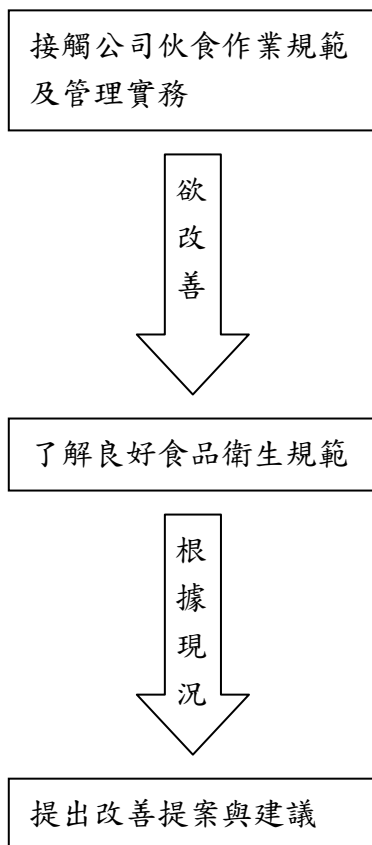 接觸公司伙食作業規範
及管理實務
欲
改
善
了解良好食品衛生規範
根
據
現
況
提出改善提案與建議